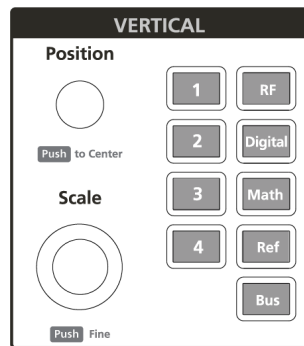 VERTICAL
Position
Push to Center
Scale
Push Fine
1
RF
2
Digital
3
Math
4
Ref
Bus